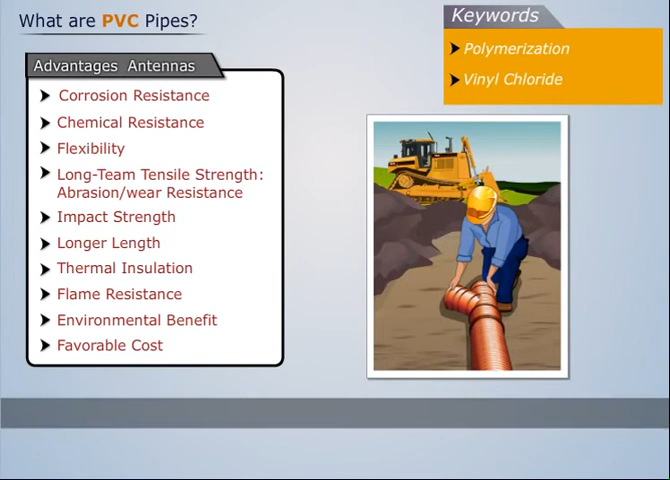 What are PVC Pipes?
Keywords
Polymerization
Vinyl Chloride
Advantages Antennas
Corrosion Resistance
Chemical Resistance
Flexibility
Long-Team Tensile Strength:
Abrasion/wear Resistance
Impact Strength
Longer Length
Thermal Insulation
Flame Resistance
Environmental Benefit
Favorable Cost